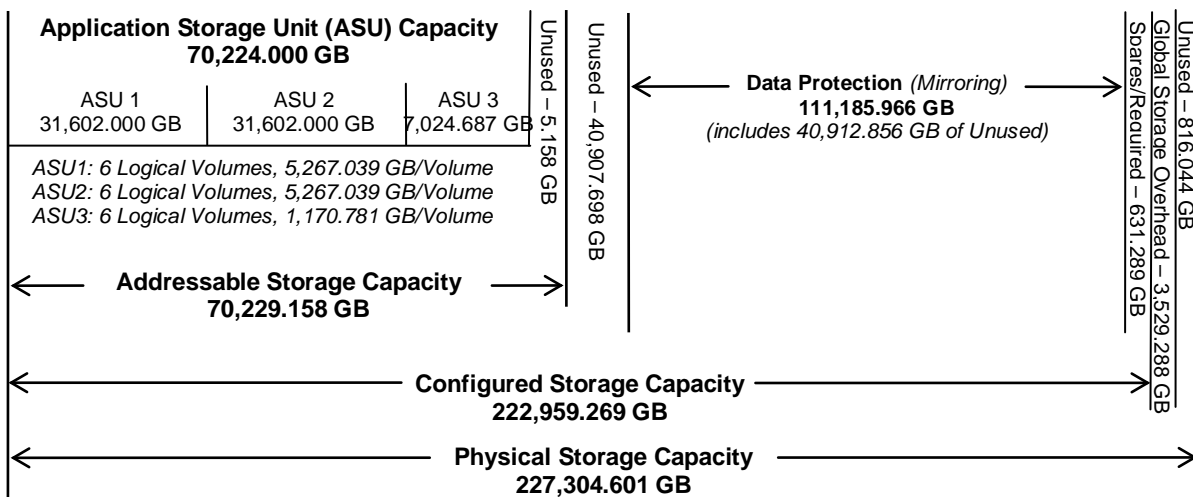 Application Storage Unit (ASU) Capacity
70,224.000 GB
ASU 1
31,602.000 GB
ASU 2
31,602.000 GB
ASU 3
7,024.687 GB
ASU1: 6 Logical Volumes, 5,267.039 GB/Volume
ASU2: 6 Logical Volumes, 5,267.039 GB/Volume
ASU3: 6 Logical Volumes, 1,170.781 GB/Volume
Unused – 5.158 GB
Unused – 40,907.698 GB
Data Protection (Mirroring)
111,185.966 GB
(includes 40,912.856 GB of Unused)
Spares/Required – 631.289 GB
Global Storage Overhead – 3,529.288 GB
Unused – 816.044 GB
Addressable Storage Capacity
70,229.158 GB
Configured Storage Capacity
222,959.269 GB
Physical Storage Capacity
227,304.601 GB